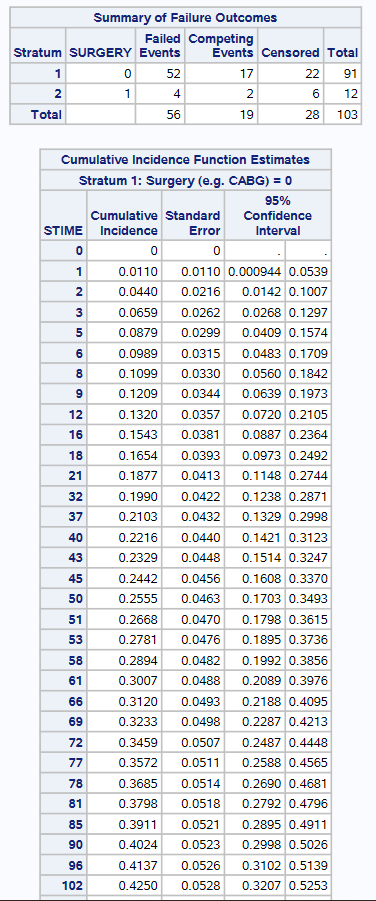 Summary of Failure Outcomes
Stratum SURGERY Failed Events Competing Events Censored Total
1 0 52 17 22 91
2 1 4 2 6 12
Total 56 19 28 103
Cumulative Incidence Function Estimates
Stratum 1: Surgery (e.g. CABG) = 0
STIME Cumulative Incidence Standard Error 95% Confidence Interval
0 0 0 . .
1 0.0110 0.0110 0.000944 0.0539
2 0.0440 0.0216 0.0142 0.1007
3 0.0659 0.0262 0.0268 0.1297
5 0.0879 0.0299 0.0409 0.1574
6 0.0989 0.0315 0.0483 0.1709
8 0.1099 0.0330 0.0560 0.1842
9 0.1209 0.0344 0.0639 0.1973
12 0.1320 0.0357 0.0720 0.2105
16 0.1543 0.0381 0.0887 0.2364
18 0.1654 0.0393 0.0973 0.2492
21 0.1877 0.0413 0.1148 0.2744
32 0.1990 0.0422 0.1238 0.2871
37 0.2103 0.0432 0.1329 0.2998
40 0.2216 0.0440 0.1421 0.3123
43 0.2329 0.0448 0.1514 0.3247
45 0.2442 0.0456 0.1608 0.3370
50 0.2555 0.0463 0.1703 0.3493
51 0.2668 0.0470 0.1798 0.3615
53 0.2781 0.0476 0.1895 0.3736
58 0.2894 0.0482 0.1992 0.3856
61 0.3007 0.0488 0.2089 0.3976
66 0.3120 0.0493 0.2188 0.4095
69 0.3233 0.0498 0.2287 0.4213
72 0.3459 0.0507 0.2487 0.4448
77 0.3572 0.0511 0.2588 0.4565
78 0.3685 0.0514 0.2690 0.4681
81 0.3798 0.0518 0.2792 0.4796
85 0.3911 0.0521 0.2895 0.4911
90 0.4024 0.0523 0.2998 0.5026
96 0.4137 0.0526 0.3102 0.5139
102 0.4250 0.0528 0.3207 0.5253